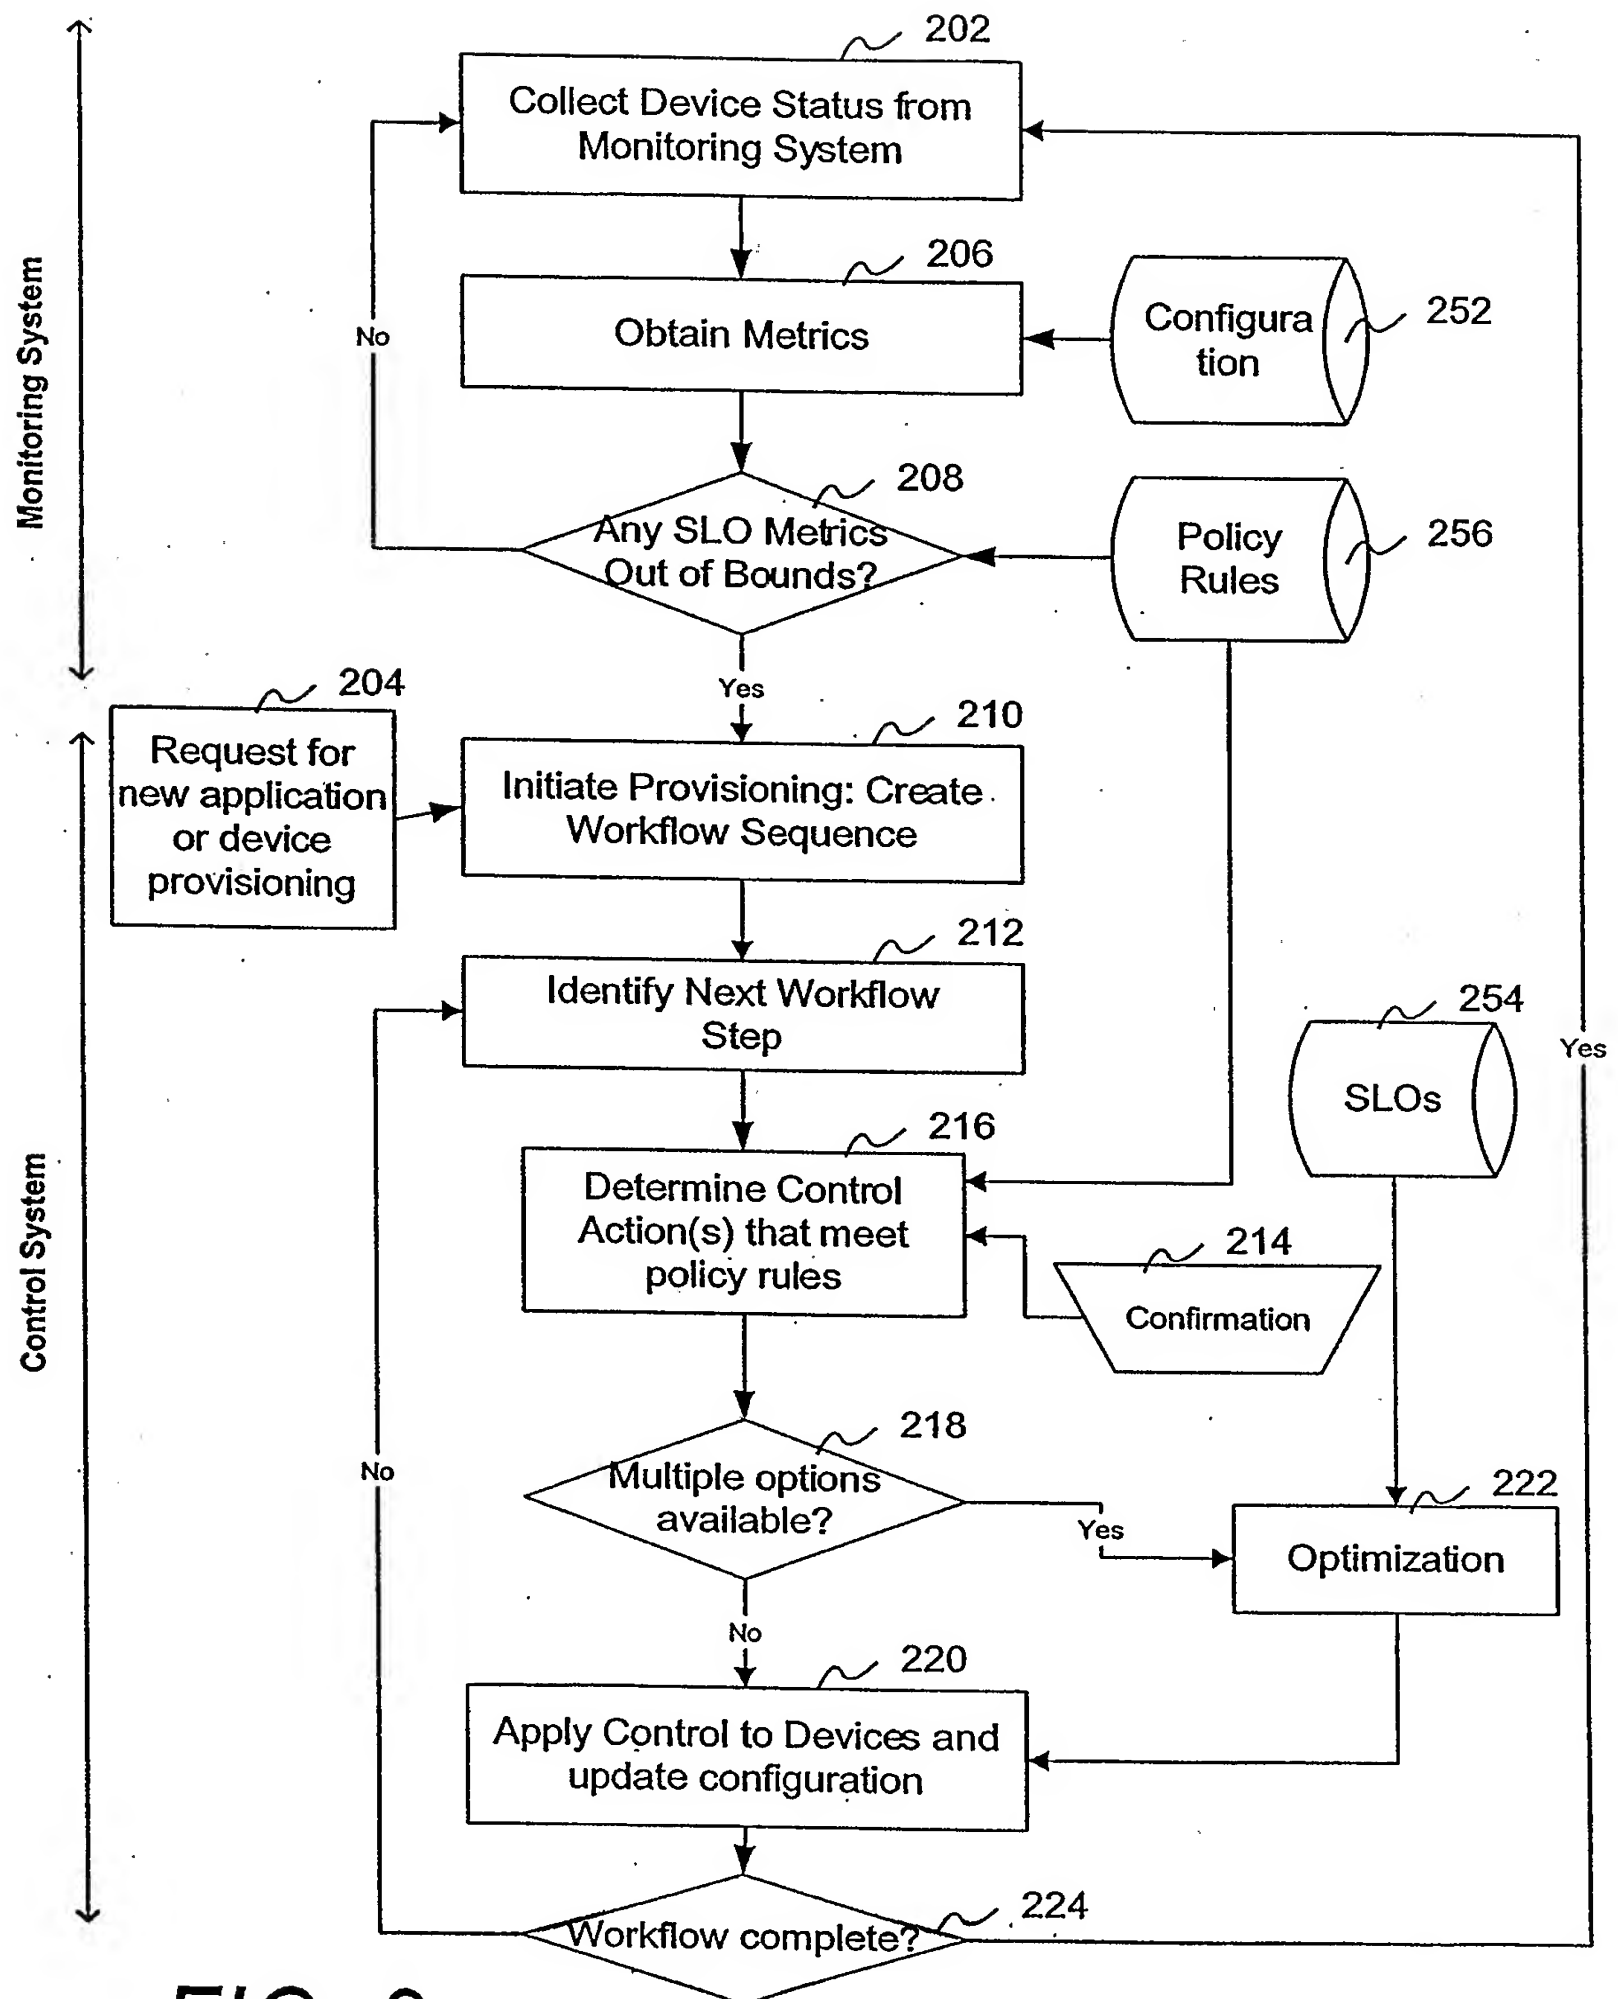 202
Collect Device Status from
Monitoring System
206
Obtain Metrics
Configura
tion
252
No
Monitoring System
208
Any SLO Metrics
Out of Bounds?
Policy
Rules
256
Yes
204
Request for
new application
or device
provisioning
210
Initiate Provisioning: Create
Workflow Sequence
212
Identify Next Workflow
Step
254
SLOs
Yes
216
Determine Control
Action(s) that meet
policy rules
214
Confirmation
Control System
218
Multiple options
available?
No
Yes
222
Optimization
No
220
Apply Control to Devices and
update configuration
224
Workflow complete?